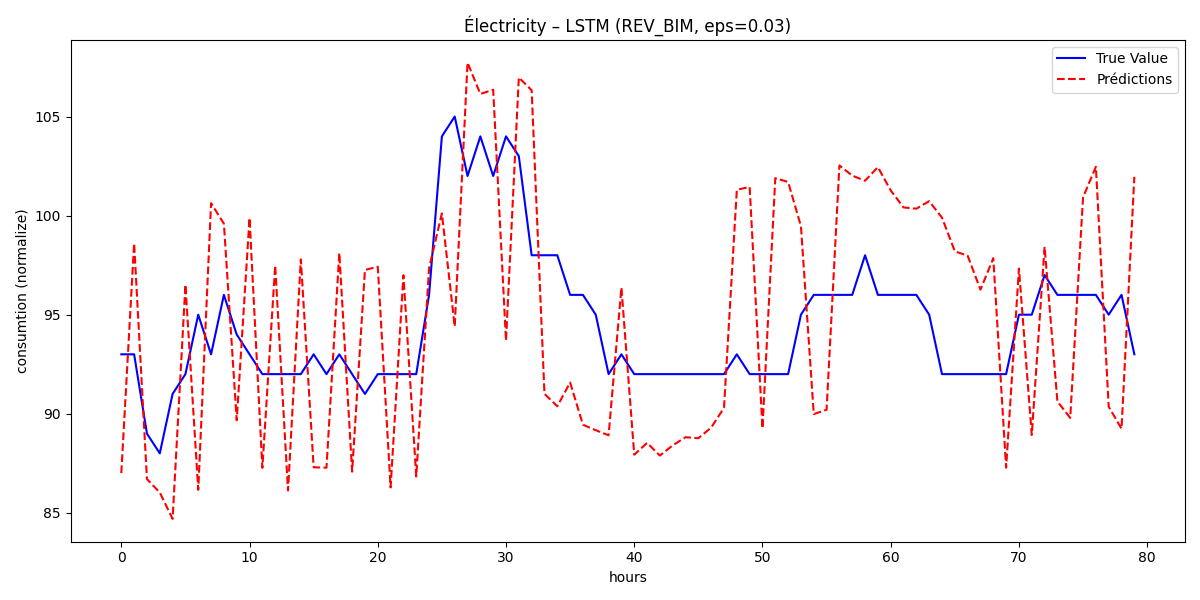 Électricity – LSTM (REV_BIM, eps=0.03)
True Value
Prédictions
consumtion (normalize)
105
100
95
90
85
0 10 20 30 40 50 60 70 80
hours